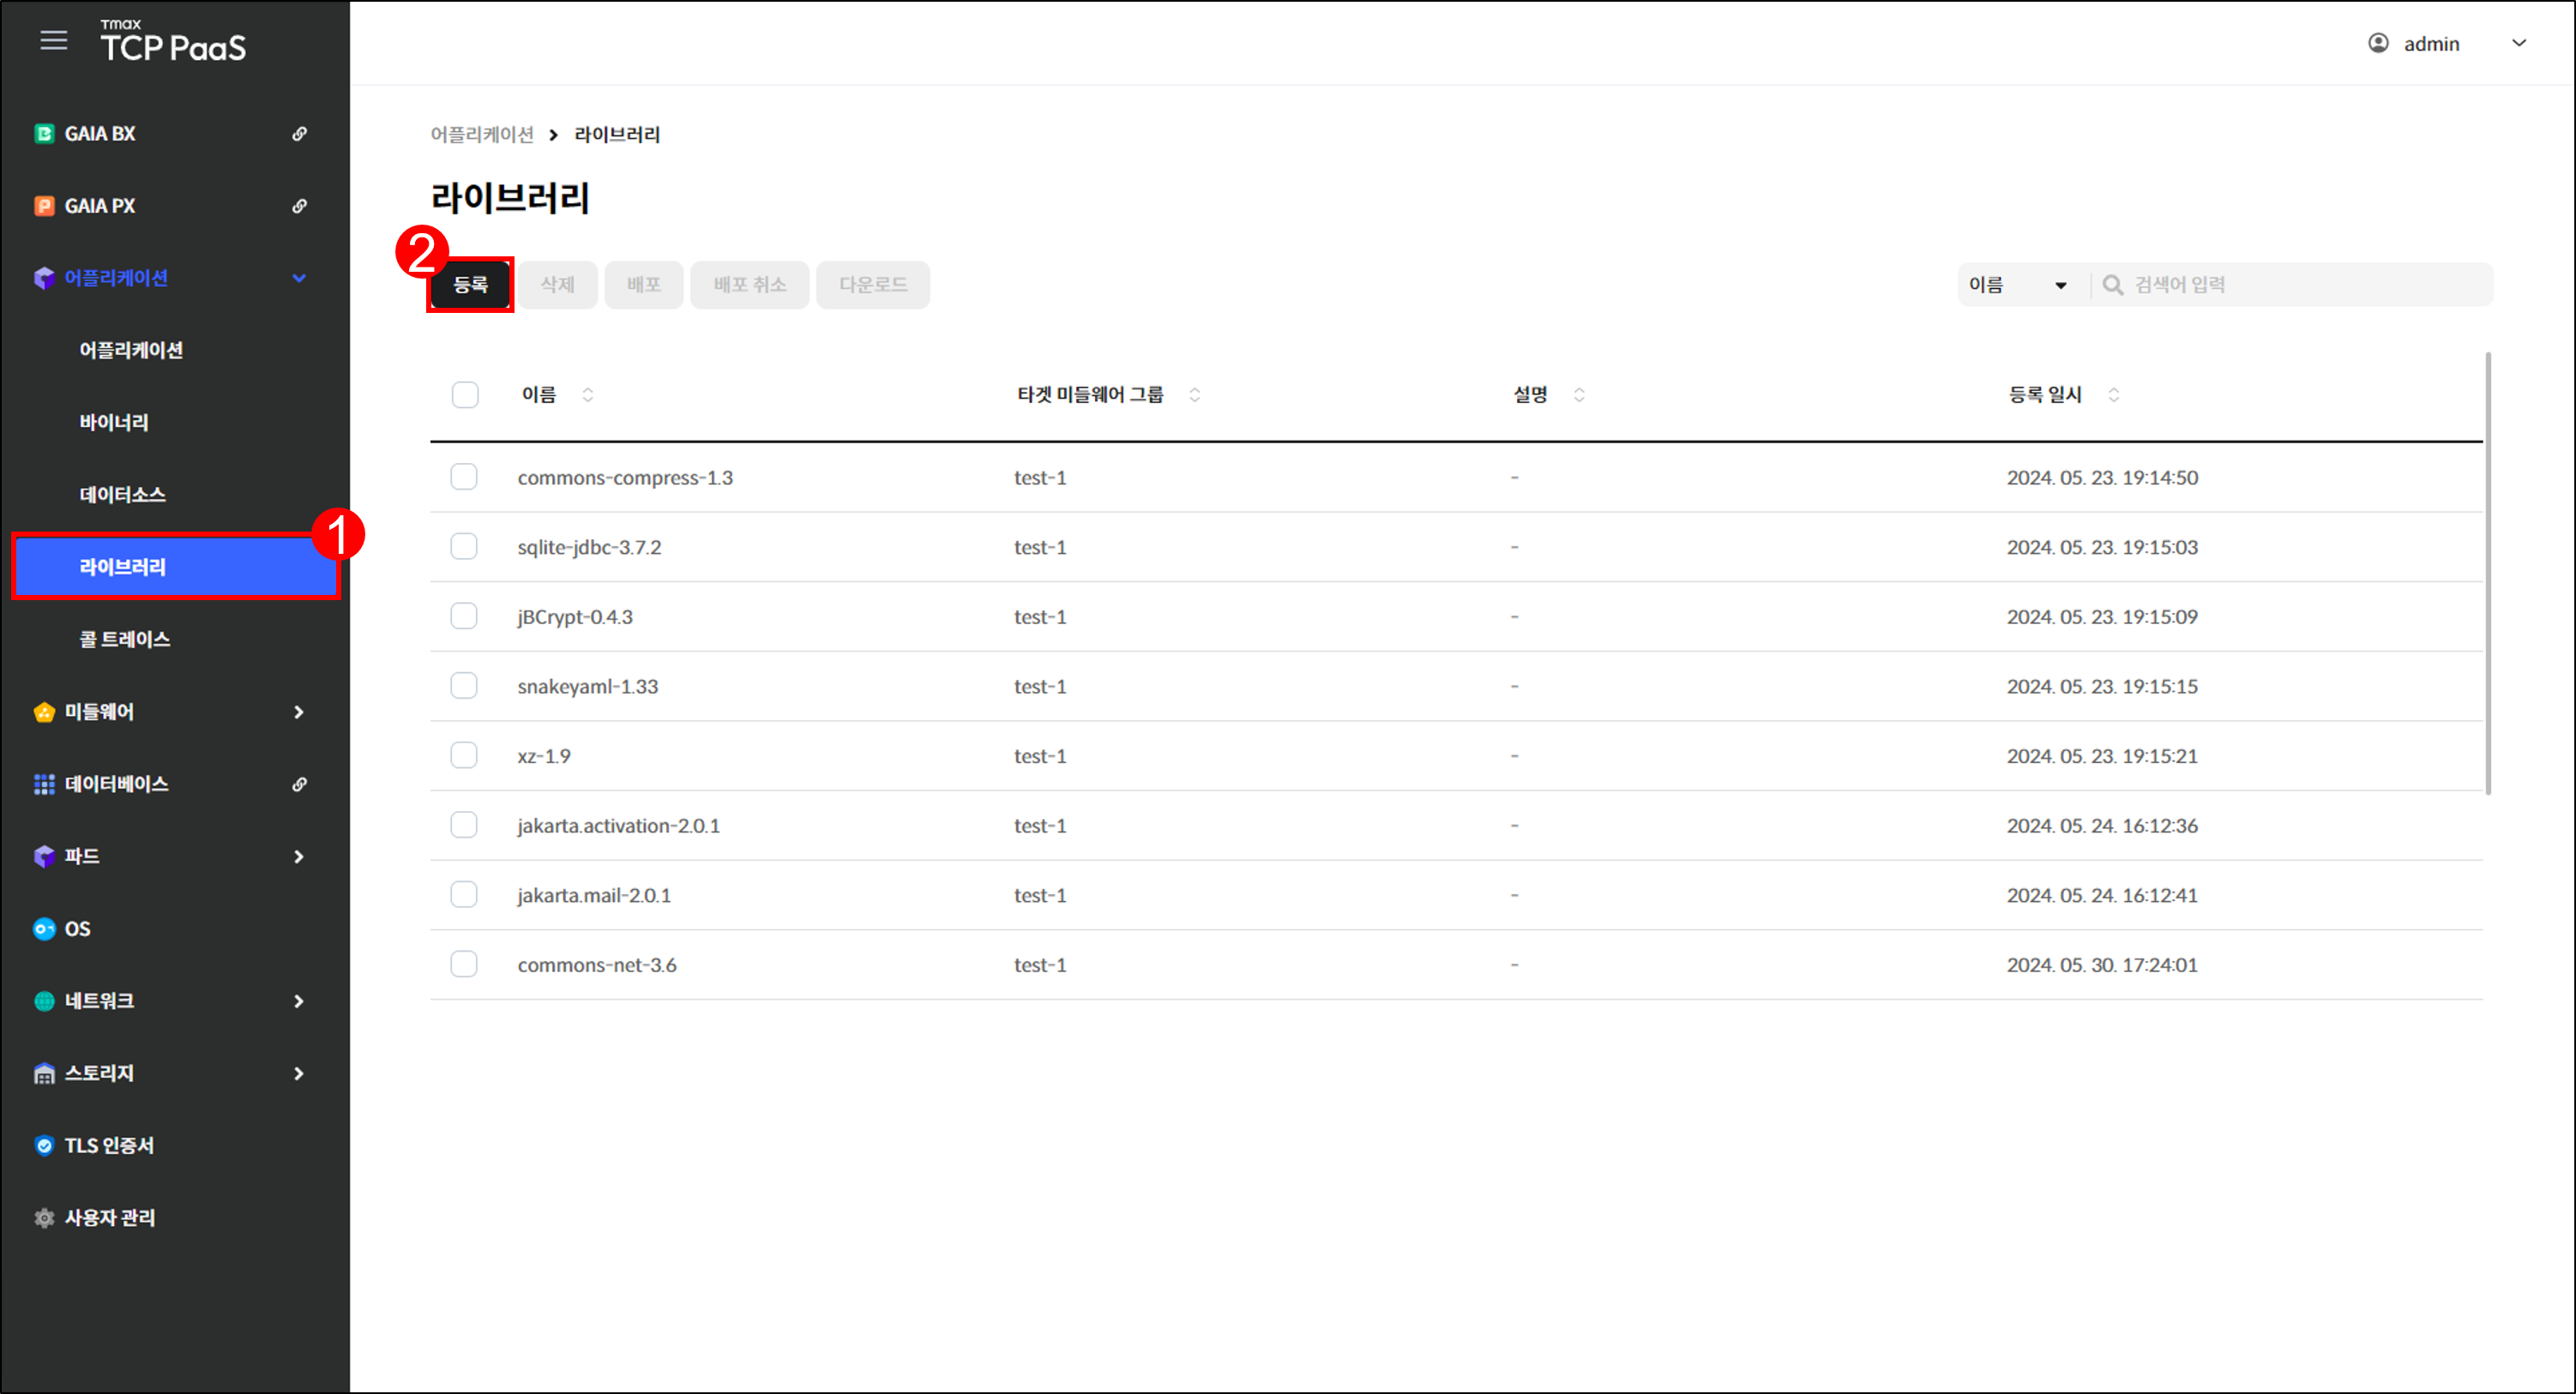 Tmax
TCP PaaS
admin
GAIA BX
GAIA PX
어플리케이션
어플리케이션
바이너리
데이터소스
1
라이브러리
콜 트레이스
미들웨어
데이터베이스
파드
OS
네트워크
스토리지
TLS 인증서
사용자 관리
어플리케이션 > 라이브러리
라이브러리
2
등록 삭제 배포 배포 취소 다운로드
이름 검색어 입력
이름 타겟 미들웨어 그룹 설명 등록 일시
commons-compress-1.3 test-1 - 2024. 05. 23. 19:14:50
sqlite-jdbc-3.7.2 test-1 - 2024. 05. 23. 19:15:03
jBCrypt-0.4.3 test-1 - 2024. 05. 23. 19:15:09
snakeyaml-1.33 test-1 - 2024. 05. 23. 19:15:15
xz-1.9 test-1 - 2024. 05. 23. 19:15:21
jakarta.activation-2.0.1 test-1 - 2024. 05. 24. 16:12:36
jakarta.mail-2.0.1 test-1 - 2024. 05. 24. 16:12:41
commons-net-3.6 test-1 - 2024. 05. 30. 17:24:01